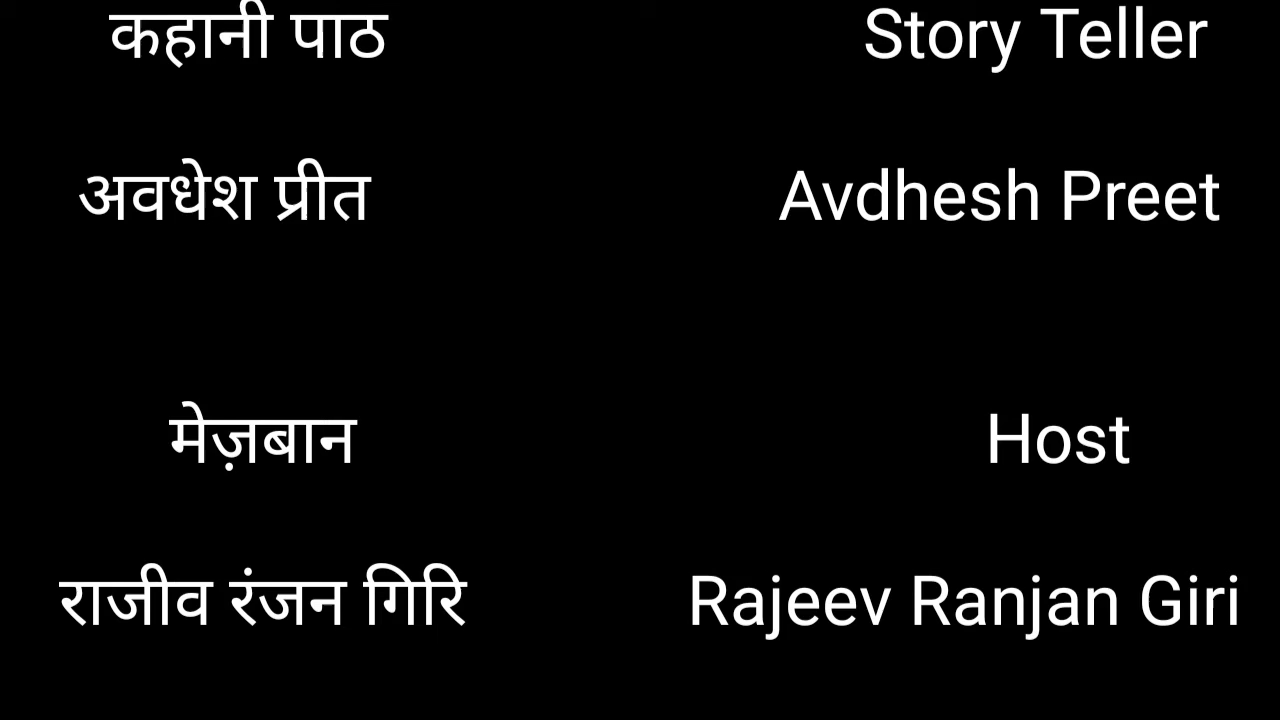 कहानी पाठ Story Teller
अवधेश प्रीत Avdhesh Preet
मेज़बान Host
राजीव रंजन गिरि Rajeev Ranjan Giri